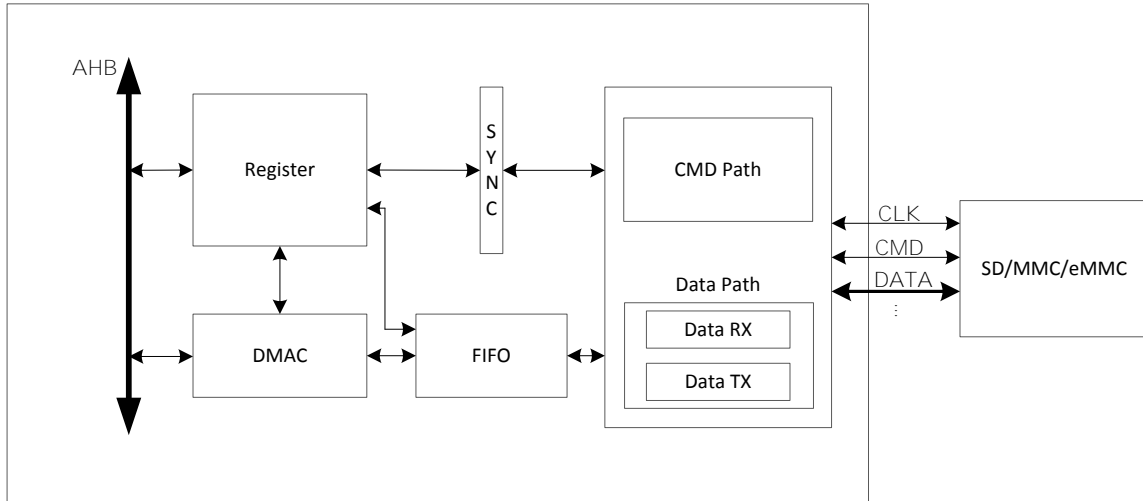 AHB
Register
S
Y
N
C
CMD Path
CLK
CMD
DATA
...
SD/MMC/eMMC
Data Path
Data RX
Data TX
DMAC
FIFO